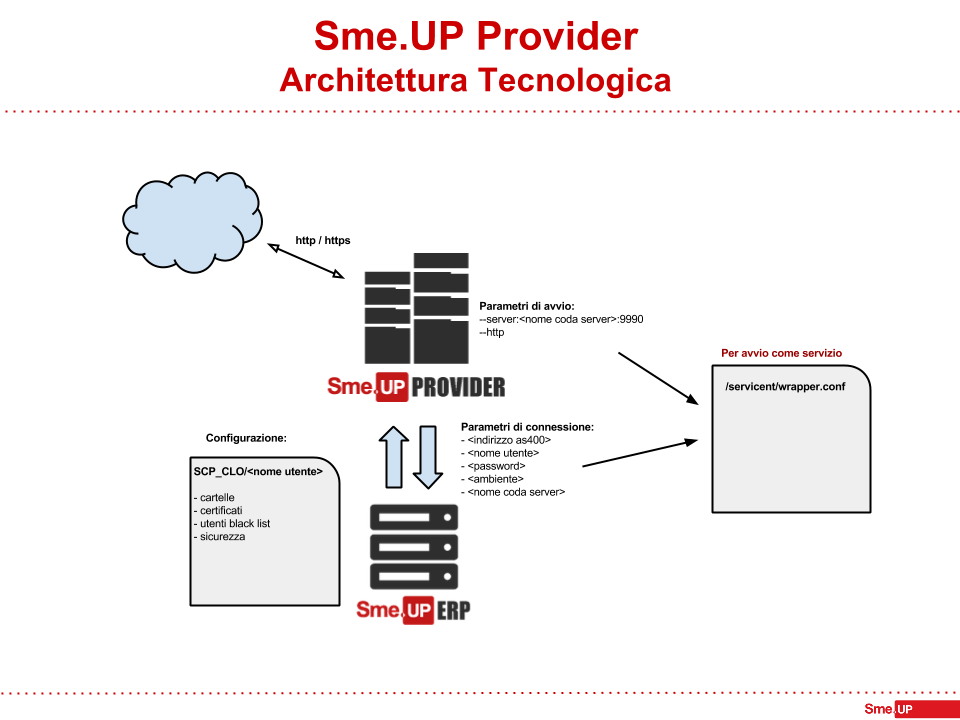 Sme.UP Provider
Architettura Tecnologica
http / https
Parametri di avvio:
--server:<nome coda server>:9990
--http
Per avvio come servizio
/servicent/wrapper.conf
Sme.UP PROVIDER
Parametri di connessione:
- <indirizzo as400>
- <nome utente>
- <password>
- <ambiente>
- <nome coda server>
Configurazione:
SCP_CLO/<nome utente>
- cartelle
- certificati
- utenti black list
- sicurezza
Sme.UP ERP
Sme.UP